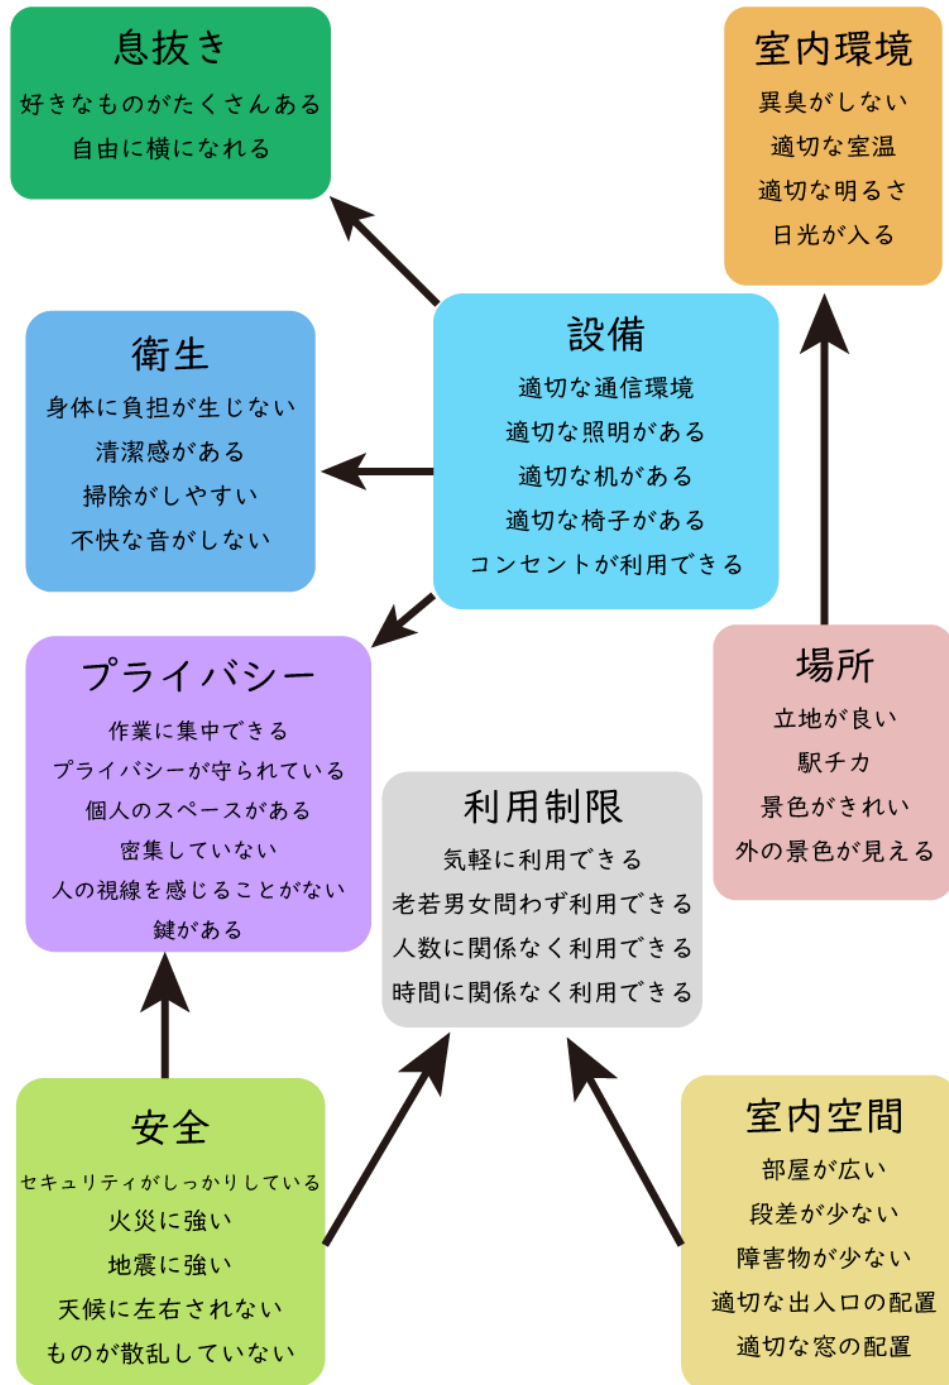 息抜き
好きなものがたくさんある
自由に横になれる
室内環境
異臭がしない
適切な室温
適切な明るさ
日光が入る
設備
適切な通信環境
適切な照明がある
適切な机がある
適切な椅子がある
コンセントが利用できる
衛生
身体に負担が生じない
清潔感がある
掃除がしやすい
不快な音がしない
プライバシー
作業に集中できる
プライバシーが守られている
個人のスペースがある
密集していない
人の視線を感じることがない
鍵がある
場所
立地が良い
駅チカ
景色がきれい
外の景色が見える
利用制限
気軽に利用できる
老若男女問わず利用できる
人数に関係なく利用できる
時間に関係なく利用できる
安全
セキュリティがしっかりしている
火災に強い
地震に強い
天候に左右されない
ものが散乱していない
室内空間
部屋が広い
段差が少ない
障害物が少ない
適切な出入口の配置
適切な窓の配置